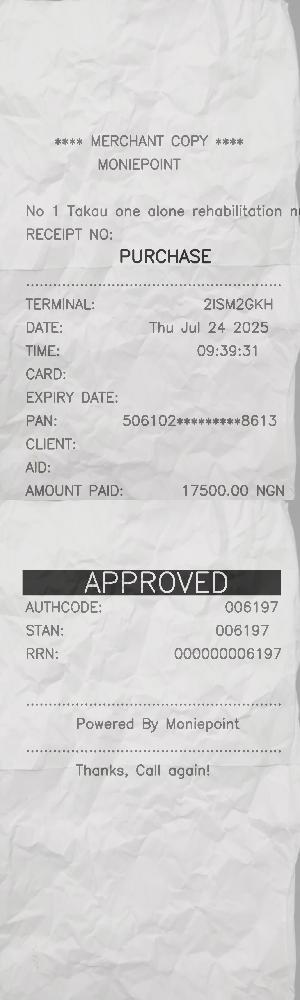 **** MERCHANT COPY ****
MONIEPOINT
No 1 Takau one alone rehabilitation
RECEIPT NO:
PURCHASE
TERMINAL: 2ISM2GKH
DATE: Thu Jul 24 2025
TIME: 09:39:31
CARD:
EXPIRY DATE:
PAN: 506102*********8613
CLIENT:
AID:
AMOUNT PAID: 17500.00 NGN
APPROVED
AUTHCODE: 006197
STAN: 006197
RRN: 000000006197
Powered By Moniepoint
Thanks, Call again!